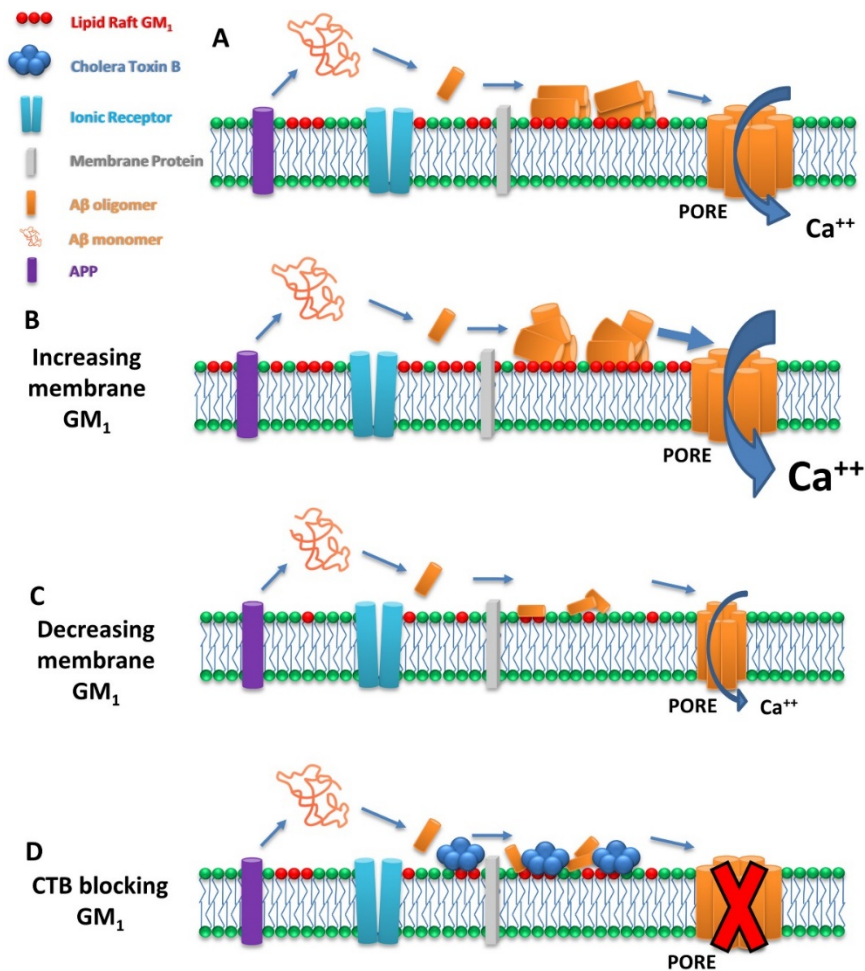 Lipid Raft GM₁
Cholera Toxin B
Ionic Receptor
Membrane Protein
Aβ oligomer
Aβ monomer
APP
A
PORE
Ca⁺⁺
B
Increasing
membrane
GM₁
PORE
Ca⁺⁺
C
Decreasing
membrane
GM₁
PORE
Ca⁺⁺
D
CTB blocking
GM₁
PORE